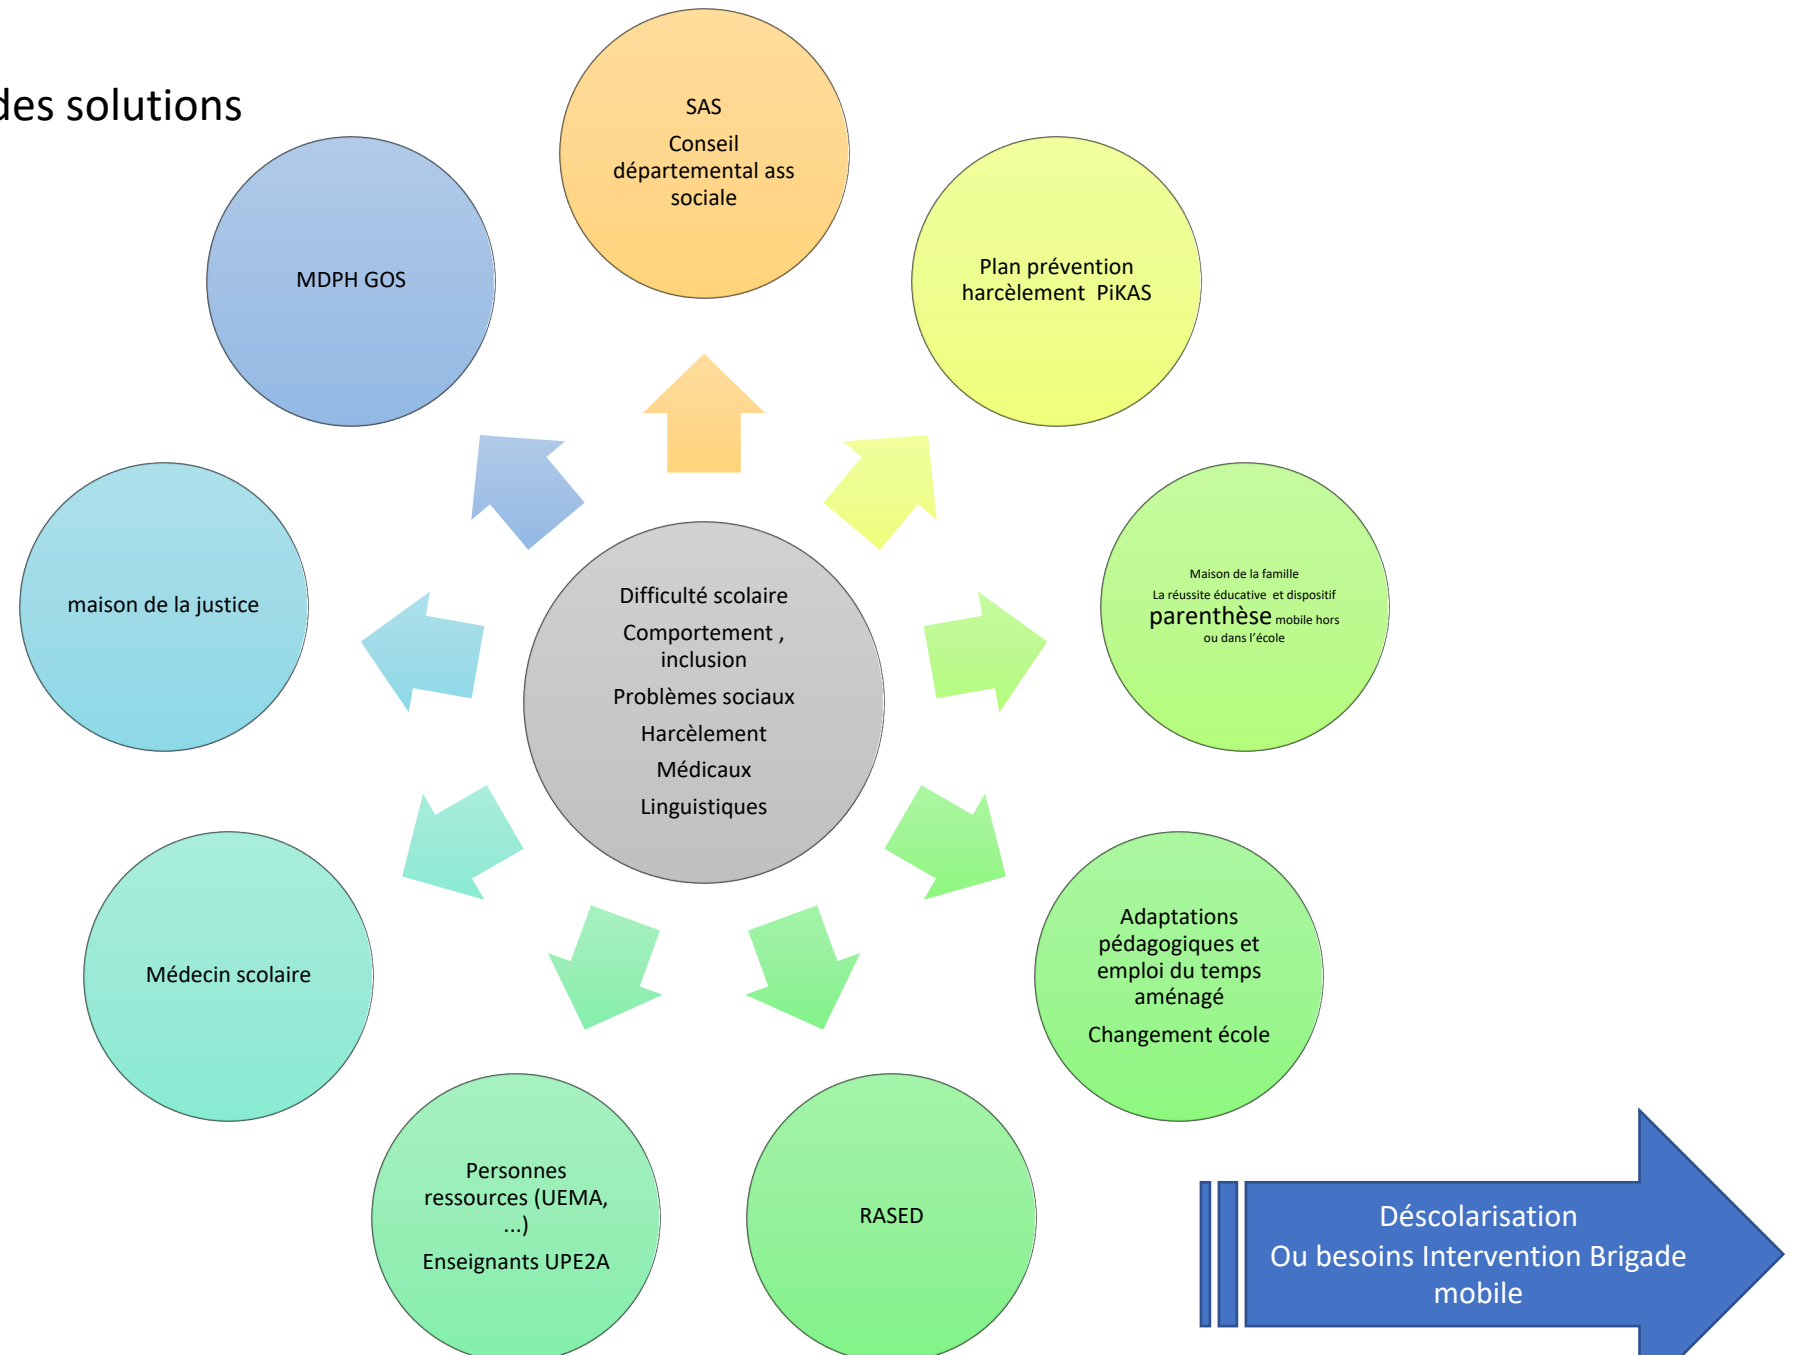 des solutions
SAS
Conseil
départemental ass
sociale
Plan prévention
harcèlement PiKAS
Maison de la famille
La réussite éducative et dispositif
parenthèse mobile hors
ou dans l'école
Adaptations
pédagogiques et
emploi du temps
aménagé
Changement école
RASED
Personnes
ressources (UEMA,
...)
Enseignants UPE2A
Médecin scolaire
maison de la justice
MDPH GOS
Difficulté scolaire
Comportement ,
inclusion
Problèmes sociaux
Harcèlement
Médicaux
Linguistiques
Déscolarisation
Ou besoins Intervention Brigade
mobile